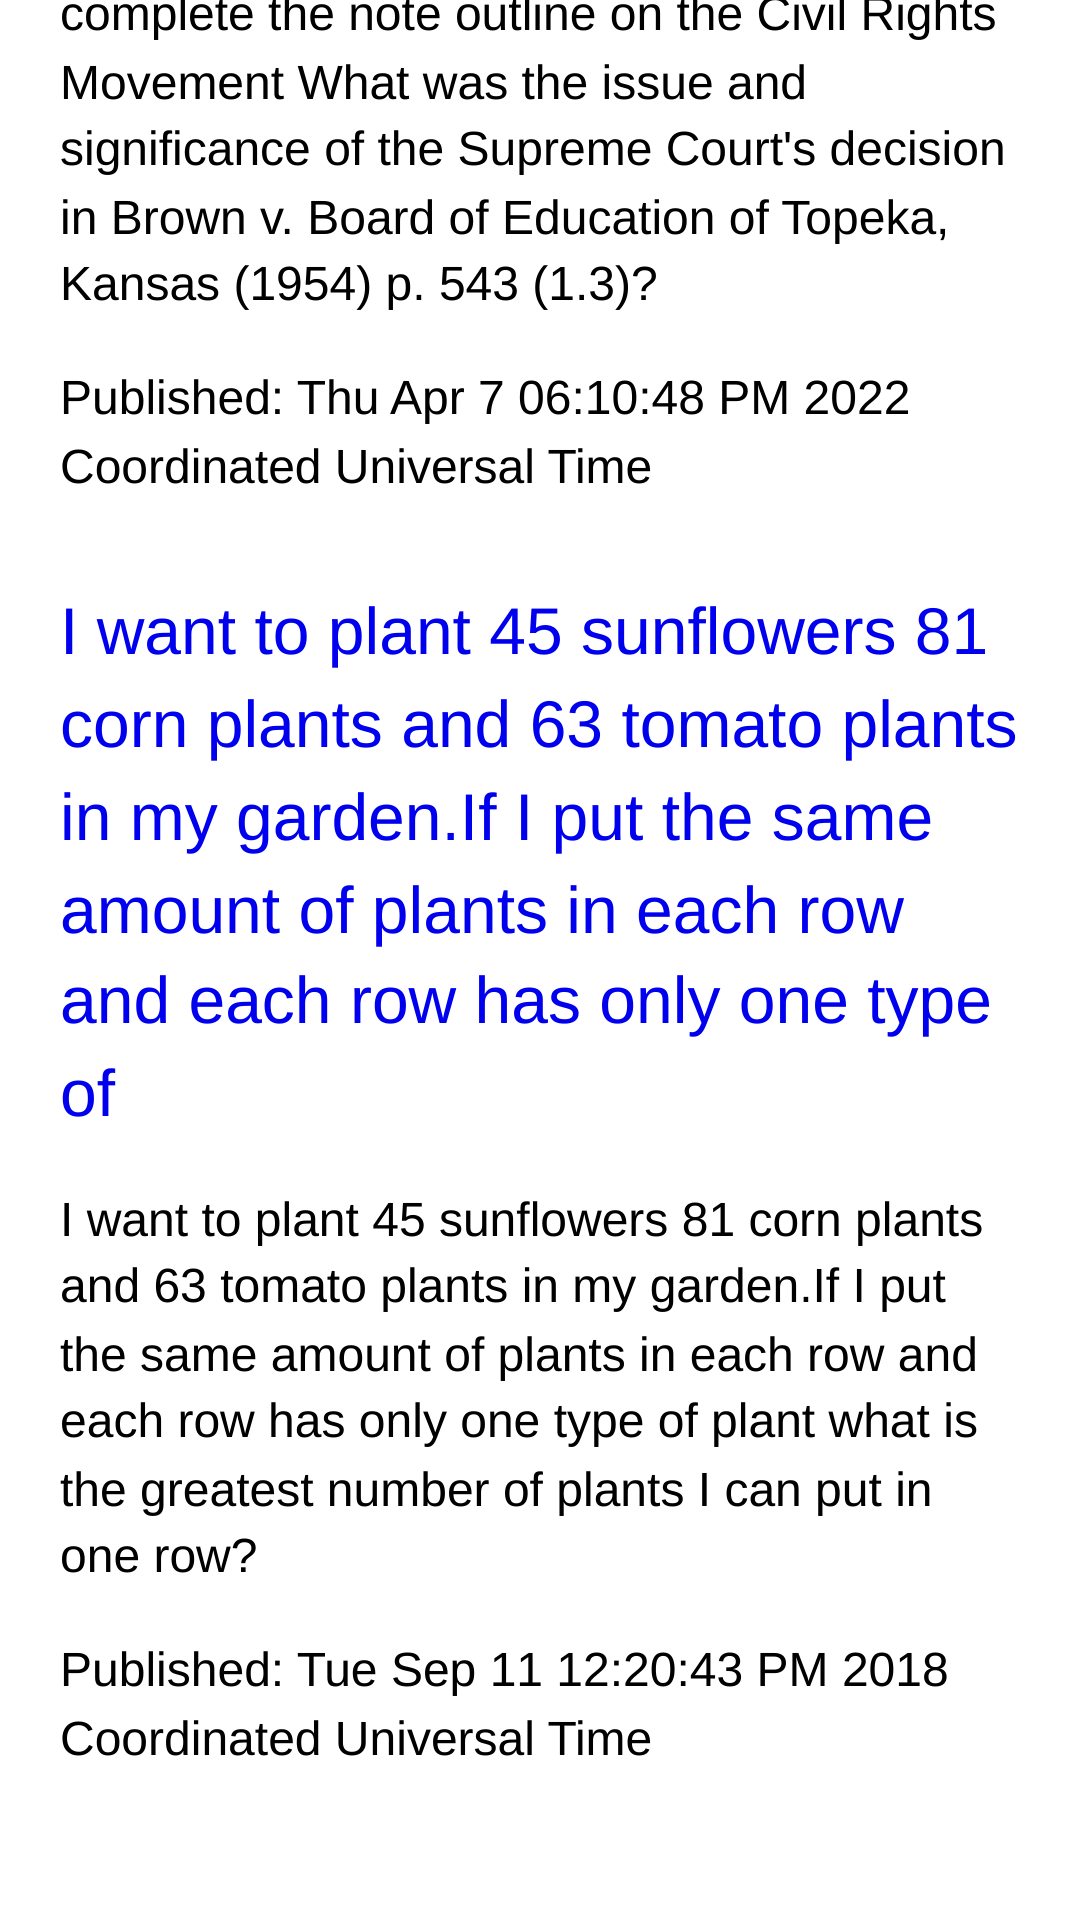 complete the note outline on the Civil Rights
Movement What was the issue and
significance of the Supreme Court's decision
in Brown v. Board of Education of Topeka,
Kansas (1954) p. 543 (1.3)?
Published: Thu Apr 7 06:10:48 PM 2022
Coordinated Universal Time
I want to plant 45 sunflowers 81
corn plants and 63 tomato plants
in my garden.If I put the same
amount of plants in each row
and each row has only one type
of
I want to plant 45 sunflowers 81 corn plants
and 63 tomato plants in my garden.If I put
the same amount of plants in each row and
each row has only one type of plant what is
the greatest number of plants I can put in
one row?
Published: Tue Sep 11 12:20:43 PM 2018
Coordinated Universal Time